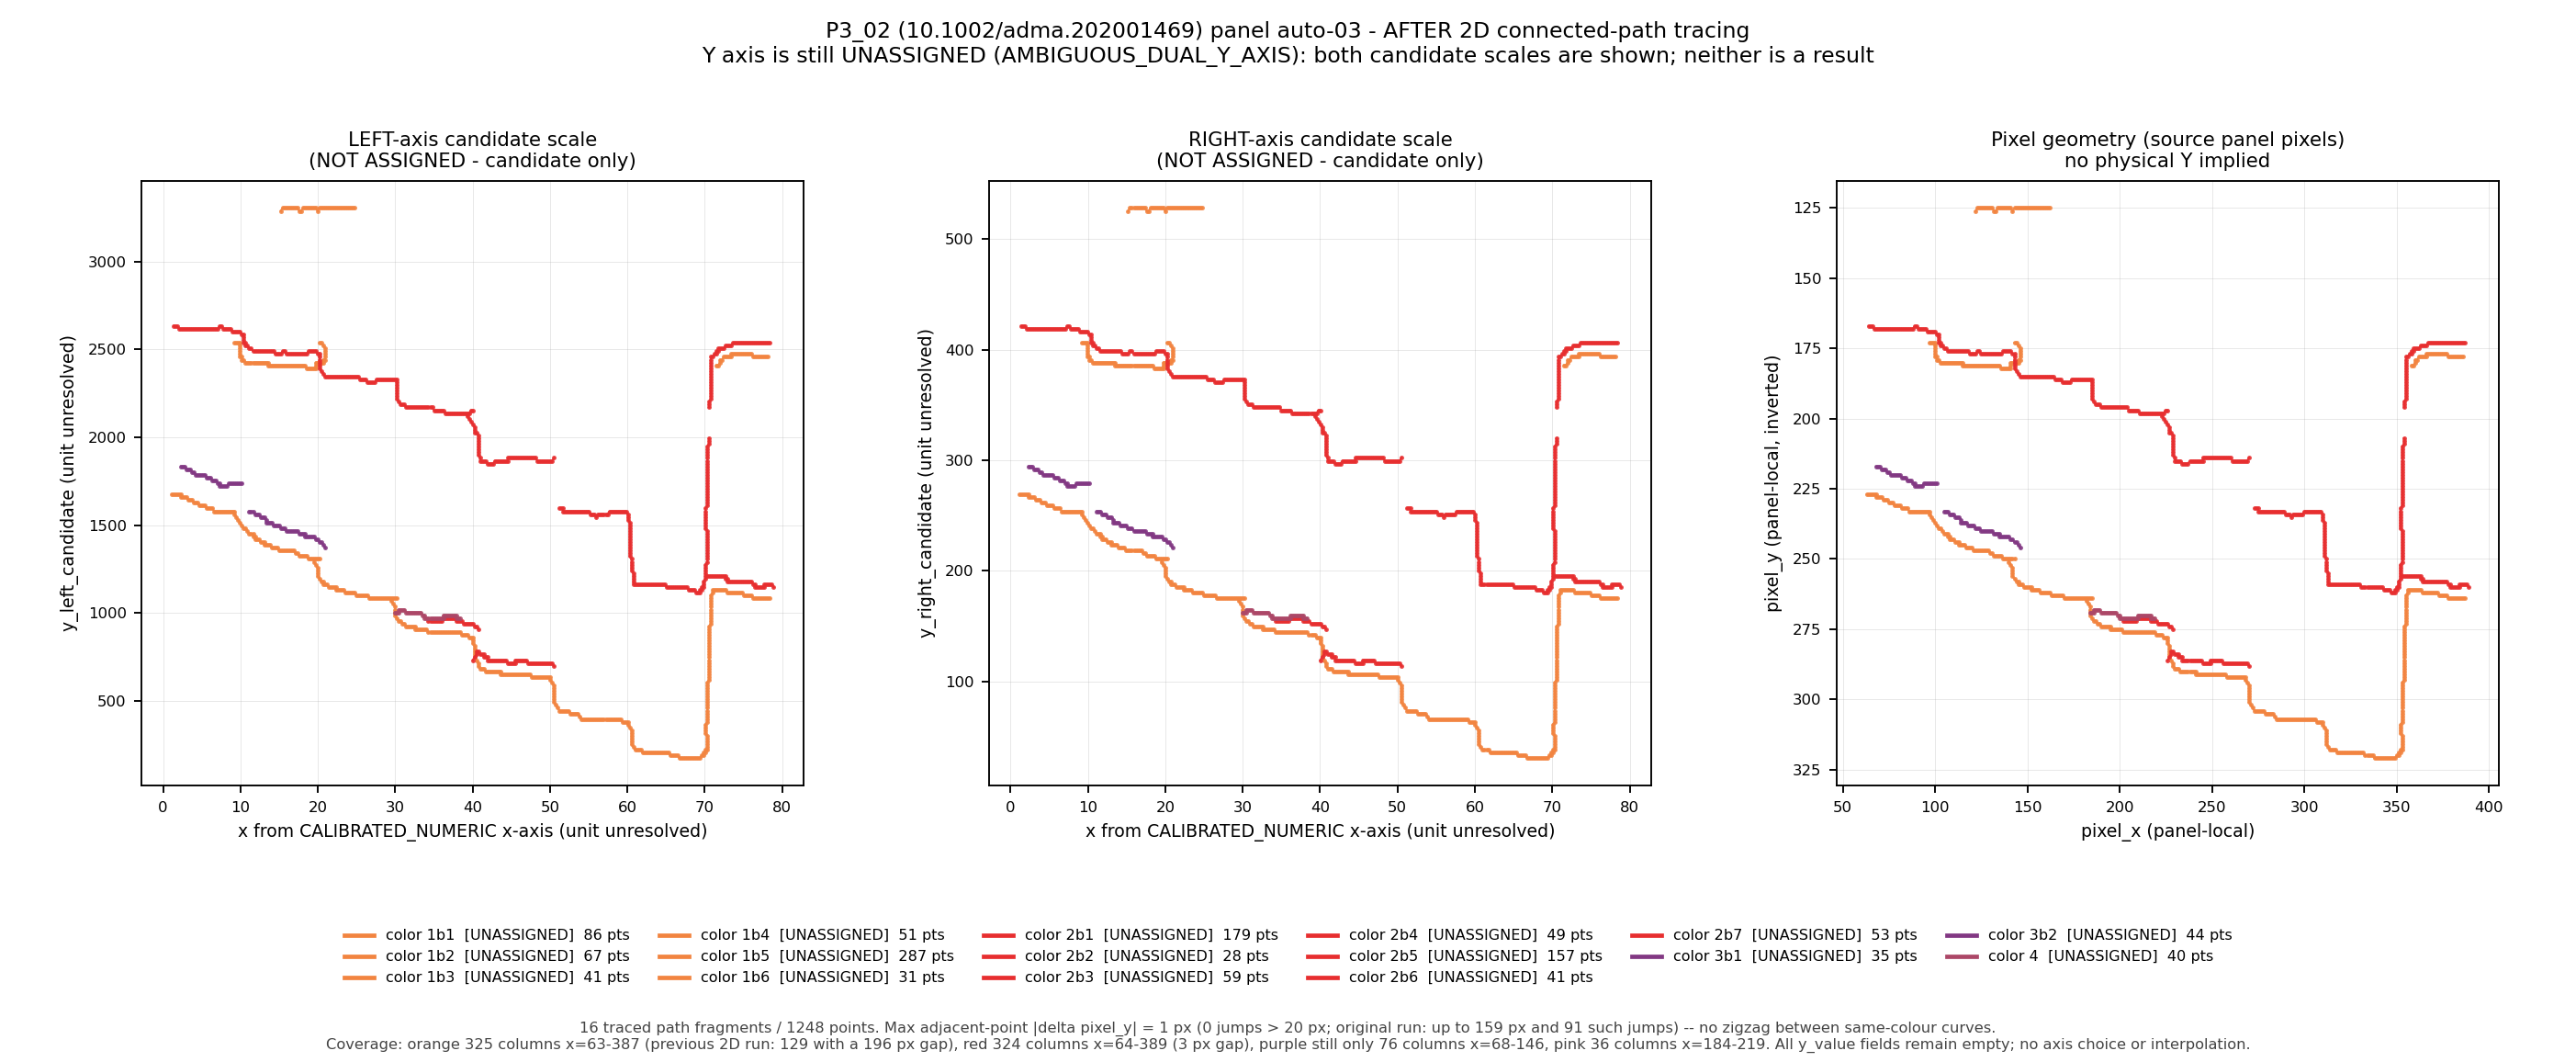 P3_02 (10.1002/adma.202001469) panel auto-03 - AFTER 2D connected-path tracing
Y axis is still UNASSIGNED (AMBIGUOUS_DUAL_Y_AXIS): both candidate scales are shown; neither is a result
LEFT-axis candidate scale
(NOT ASSIGNED - candidate only)
y_left_candidate (unit unresolved)
3000
2500
2000
1500
1000
500
0 10 20 30 40 50 60 70 80
x from CALIBRATED_NUMERIC x-axis (unit unresolved)
RIGHT-axis candidate scale
(NOT ASSIGNED - candidate only)
y_right_candidate (unit unresolved)
500
400
300
200
100
0 10 20 30 40 50 60 70 80
x from CALIBRATED_NUMERIC x-axis (unit unresolved)
Pixel geometry (source panel pixels)
no physical Y implied
pixel_y (panel-local, inverted)
125
150
175
200
225
250
275
300
325
50 100 150 200 250 300 350 400
pixel_x (panel-local)
color 1b1 [UNASSIGNED] 86 pts
color 1b2 [UNASSIGNED] 67 pts
color 1b3 [UNASSIGNED] 41 pts
color 1b4 [UNASSIGNED] 51 pts
color 1b5 [UNASSIGNED] 287 pts
color 1b6 [UNASSIGNED] 31 pts
color 2b1 [UNASSIGNED] 179 pts
color 2b2 [UNASSIGNED] 28 pts
color 2b3 [UNASSIGNED] 59 pts
color 2b4 [UNASSIGNED] 49 pts
color 2b5 [UNASSIGNED] 157 pts
color 2b6 [UNASSIGNED] 41 pts
color 2b7 [UNASSIGNED] 53 pts
color 3b1 [UNASSIGNED] 35 pts
color 3b2 [UNASSIGNED] 44 pts
color 4 [UNASSIGNED] 40 pts
16 traced path fragments / 1248 points. Max adjacent-point |delta pixel_y| = 1 px (0 jumps > 20 px; original run: up to 159 px and 91 such jumps) -- no zigzag between same-colour curves.
Coverage: orange 325 columns x=63-387 (previous 2D run: 129 with a 196 px gap), red 324 columns x=64-389 (3 px gap), purple still only 76 columns x=68-146, pink 36 columns x=184-219. All y_value fields remain empty; no axis choice or interpolation.